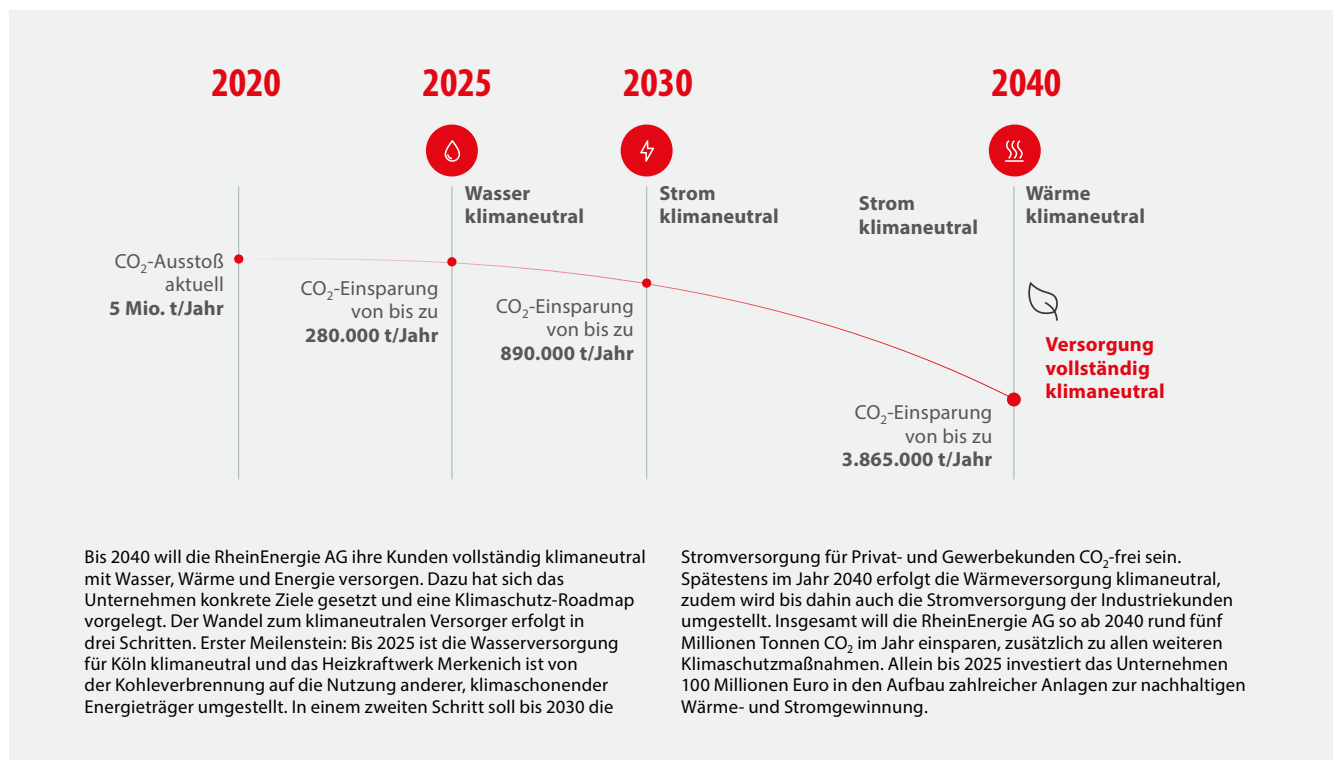 2020
2025
2030
2040
Wasser
klimaneutral
Strom
klimaneutral
Strom
klimaneutral
Wärme
klimaneutral
CO₂-Ausstoß
aktuell
5 Mio. t/Jahr
CO₂-Einsparung
von bis zu
280.000 t/Jahr
CO₂-Einsparung
von bis zu
890.000 t/Jahr
CO₂-Einsparung
von bis zu
3.865.000 t/Jahr
Versorgung
vollständig
klimaneutral
Bis 2040 will die RheinEnergie AG ihre Kunden vollständig klimaneutral
mit Wasser, Wärme und Energie versorgen. Dazu hat sich das
Unternehmen konkrete Ziele gesetzt und eine Klimaschutz-Roadmap
vorgelegt. Der Wandel zum klimaneutralen Versorger erfolgt in
drei Schritten. Erster Meilenstein: Bis 2025 ist die Wasserversorgung
für Köln klimaneutral und das Heizkraftwerk Merkenich ist von
der Kohleverbrennung auf die Nutzung anderer, klimaschonender
Energieträger umgestellt. In einem zweiten Schritt soll bis 2030 die
Stromversorgung für Privat- und Gewerbekunden CO₂-frei sein.
Spätestens im Jahr 2040 erfolgt die Wärmeversorgung klimaneutral,
zudem wird bis dahin auch die Stromversorgung der Industriekunden
umgestellt. Insgesamt will die RheinEnergie AG so ab 2040 rund fünf
Millionen Tonnen CO₂ im Jahr einsparen, zusätzlich zu allen weiteren
Klimaschutzmaßnahmen. Allein bis 2025 investiert das Unternehmen
100 Millionen Euro in den Aufbau zahlreicher Anlagen zur nachhaltigen
Wärme- und Stromgewinnung.